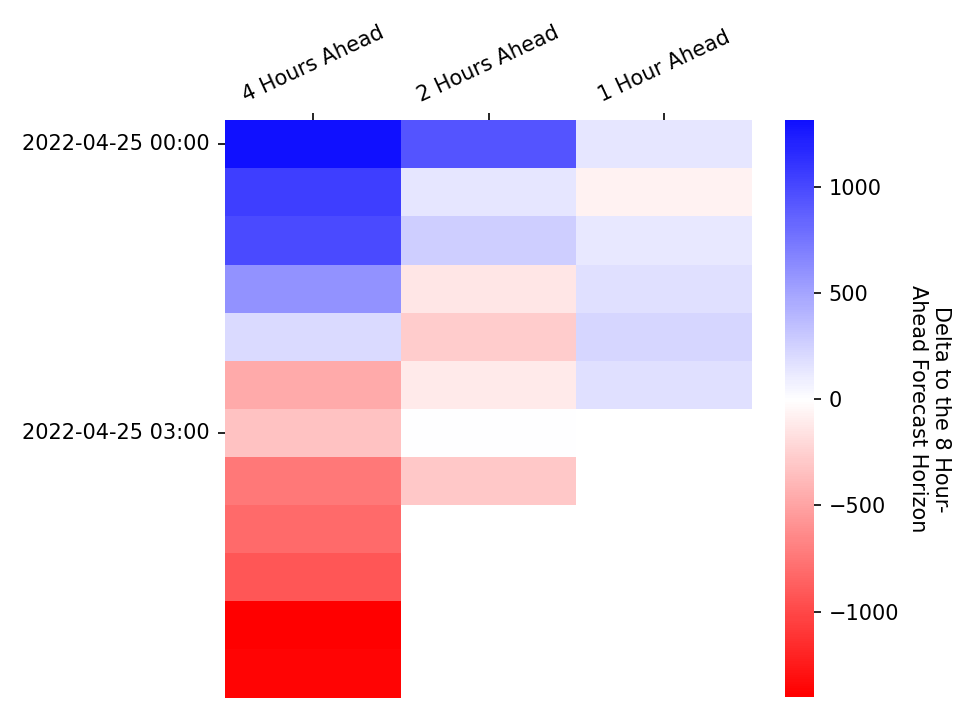 4 Hours Ahead
2 Hours Ahead
1 Hour Ahead
2022-04-25 00:00
2022-04-25 03:00
1000
500
0
−500
−1000
Delta to the 8 Hour-
Ahead Forecast Horizon